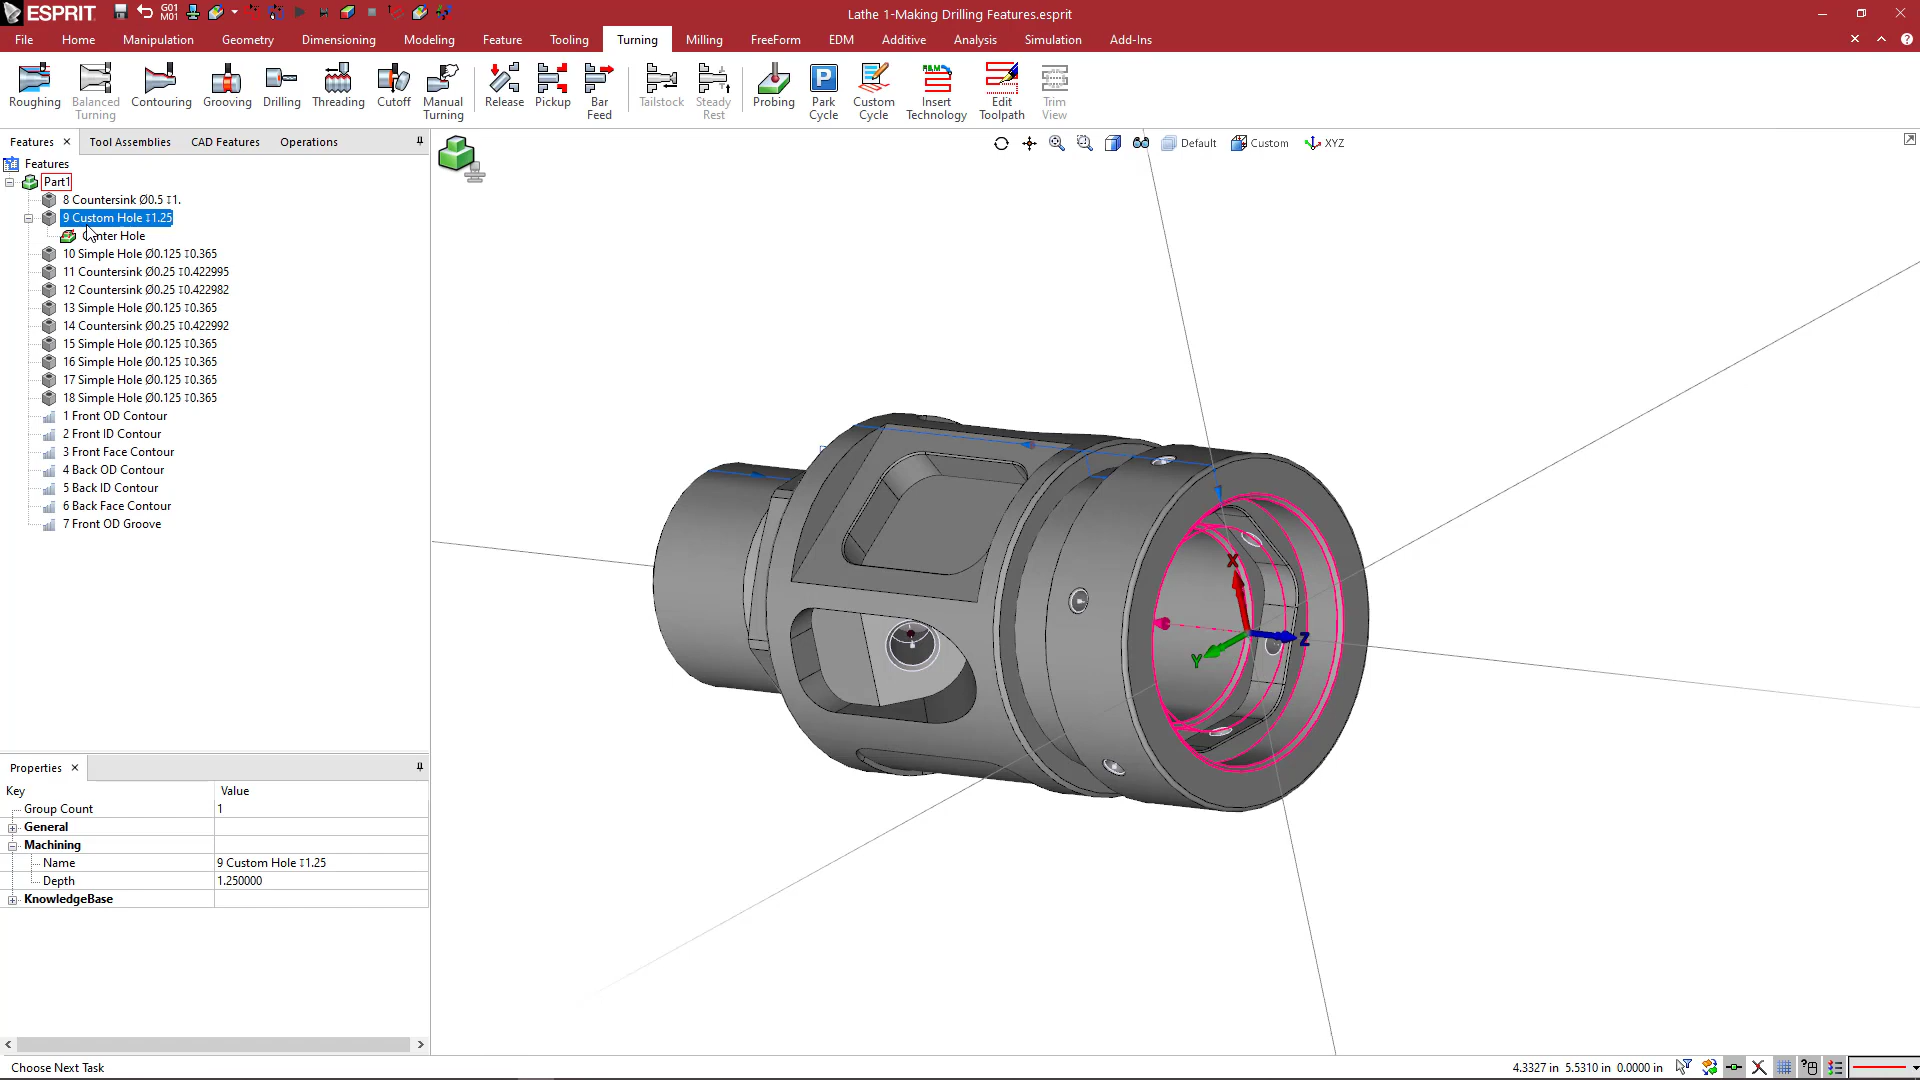 ESPRIT
G01
M01
Lathe 1-Making Drilling Features.esprit
File
Home
Manipulation
Geometry
Dimensioning
Modeling
Feature
Tooling
Turning
Milling
FreeForm
EDM
Additive
Analysis
Simulation
Add-Ins
Roughing
Balanced
Turning
Contouring
Grooving
Drilling
Threading
Cutoff
Manual
Turning
Release
Pickup
Bar
Feed
Tailstock
Steady
Rest
Probing
Park
Cycle
Custom
Cycle
Insert
Technology
Edit
Toolpath
Trim
View
Features
Tool Assemblies
CAD Features
Operations
Default
Custom
XYZ
Features
Part1
8 Countersink Ø0.5 ↧1.
9 Custom Hole ↧1.25
Center Hole
10 Simple Hole Ø0.125 ↧0.365
11 Countersink Ø0.25 ↧0.422995
12 Countersink Ø0.25 ↧0.422982
13 Simple Hole Ø0.125 ↧0.365
14 Countersink Ø0.25 ↧0.422992
15 Simple Hole Ø0.125 ↧0.365
16 Simple Hole Ø0.125 ↧0.365
17 Simple Hole Ø0.125 ↧0.365
18 Simple Hole Ø0.125 ↧0.365
1 Front OD Contour
2 Front ID Contour
3 Front Face Contour
4 Back OD Contour
5 Back ID Contour
6 Back Face Contour
7 Front OD Groove
X
Y
Z
Properties
Key Value
Group Count 1
General
Machining
Name 9 Custom Hole ↧1.25
Depth 1.250000
KnowledgeBase
Choose Next Task
4.3327 in 5.5310 in 0.0000 in